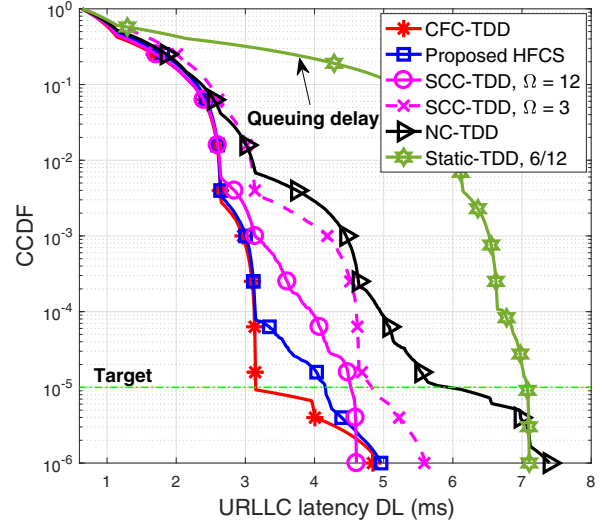 CFC-TDD
Proposed HFCS
SCC-TDD, Ω = 12
SCC-TDD, Ω = 3
NC-TDD
Static-TDD, 6/12
Queuing delay
Target
CCDF
10^0
10^-1
10^-2
10^-3
10^-4
10^-5
10^-6
1 2 3 4 5 6 7 8
URLLC latency DL (ms)